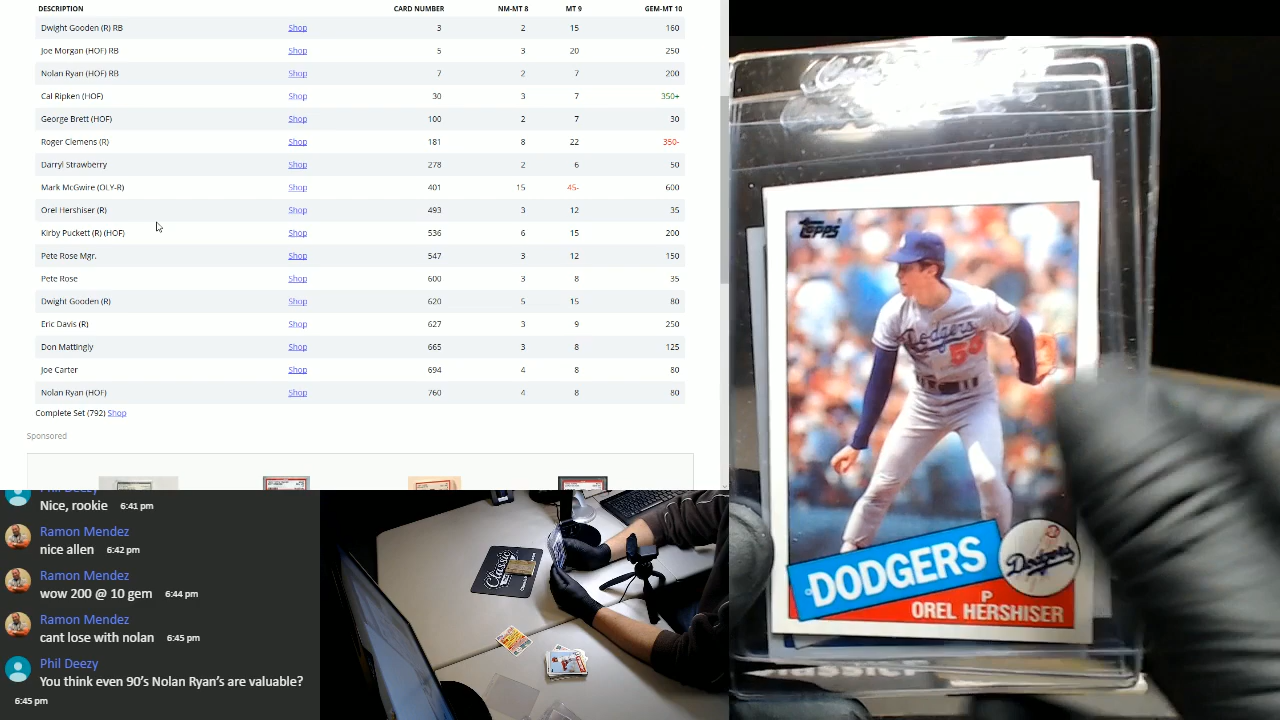 DESCRIPTION CARD NUMBER NM-MT 8 MT 9 GEM-MT 10
Dwight Gooden (R) RB Shop 3 2 15 160
Joe Morgan (HOF) RB Shop 5 3 20 250
Nolan Ryan (HOF) RB Shop 7 2 7 200
Cal Ripken (HOF) Shop 30 3 7 350+
George Brett (HOF) Shop 100 2 7 30
Roger Clemens (R) Shop 181 8 22 350-
Darryl Strawberry Shop 278 2 6 50
Mark McGwire (OLY-R) Shop 401 15 45- 600
Orel Hershiser (R) Shop 493 3 12 35
Kirby Puckett (R) (HOF) Shop 536 6 15 200
Pete Rose Mgr. Shop 547 3 12 150
Pete Rose Shop 600 3 8 35
Dwight Gooden (R) Shop 620 5 15 80
Eric Davis (R) Shop 627 3 9 250
Don Mattingly Shop 665 3 8 125
Joe Carter Shop 694 4 8 80
Nolan Ryan (HOF) Shop 760 4 8 80
Complete Set (792) Shop
Sponsored
Phil Deezy
Nice, rookie 6:41 pm
Ramon Mendez
nice allen 6:42 pm
Ramon Mendez
wow 200 @ 10 gem 6:44 pm
Ramon Mendez
cant lose with nolan 6:45 pm
Phil Deezy
You think even 90's Nolan Ryan's are valuable?
6:45 pm
Classic
Topps
Dodgers
DODGERS
Dodgers
P
OREL HERSHISER